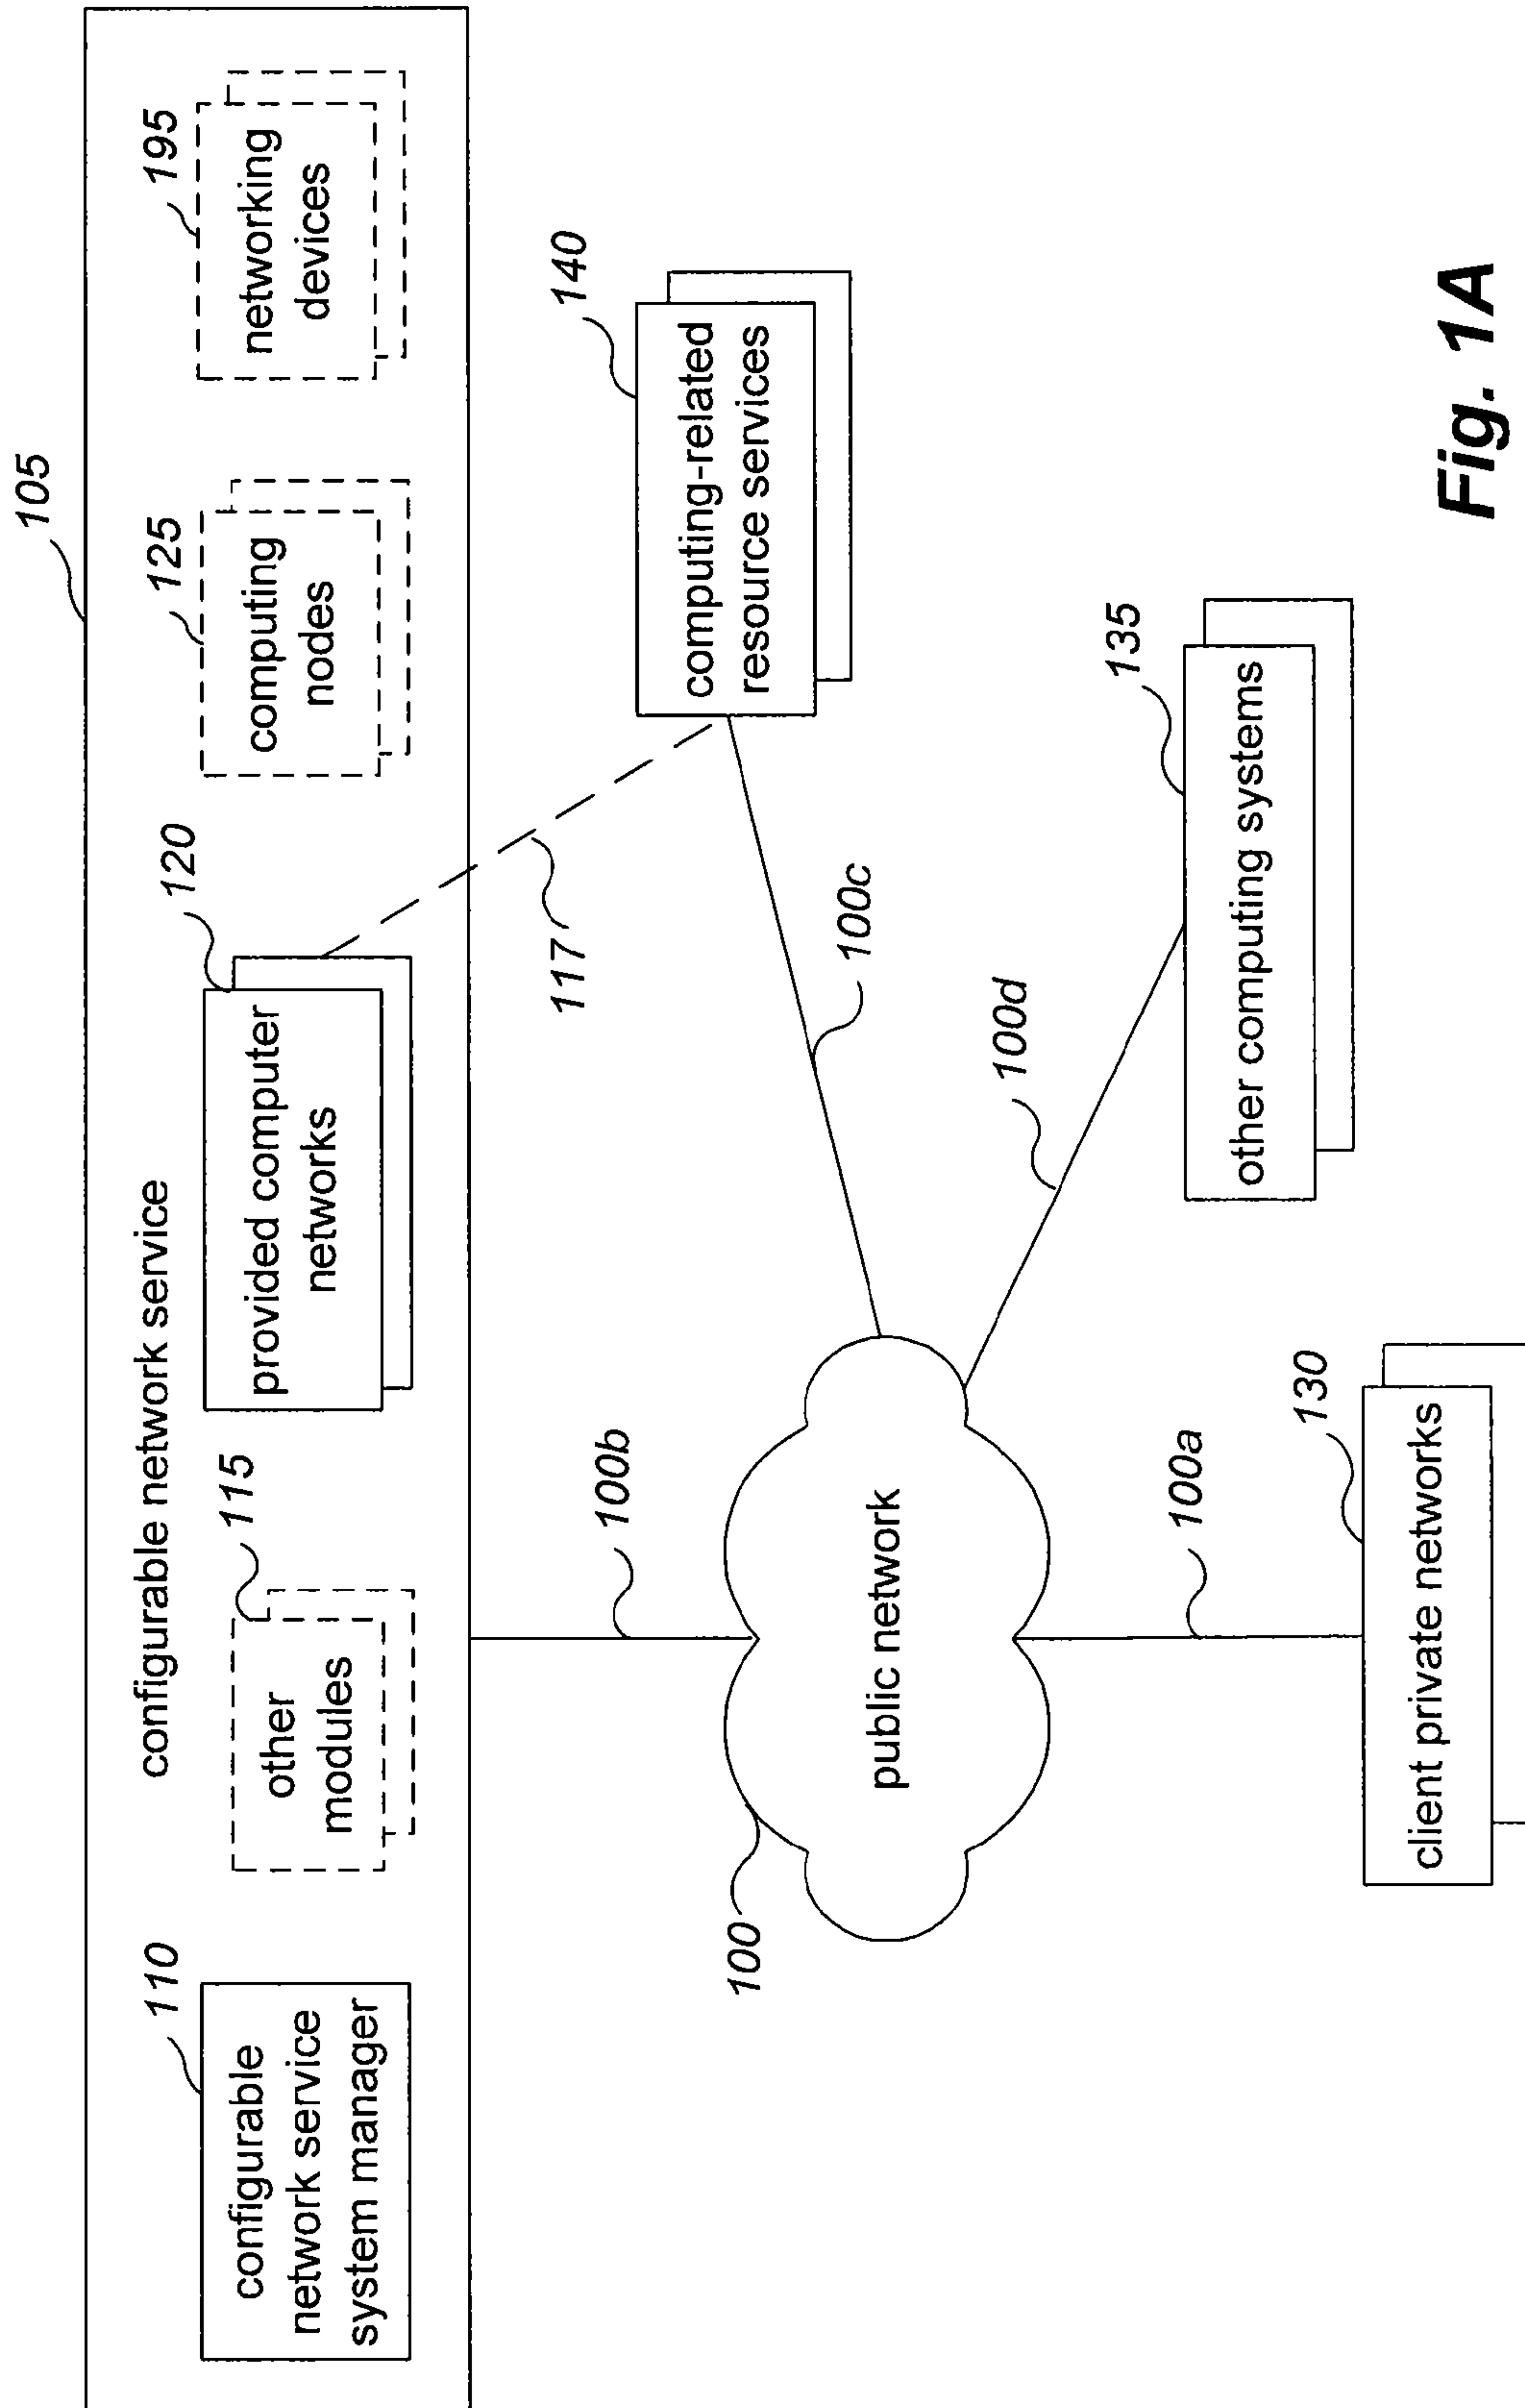 105
configurable network service
110
configurable
network service
system manager
115
other
modules
120
provided computer
networks
125
computing
nodes
195
networking
devices
117
140
computing-related
resource services
100b
100
public network
100c
100d
135
other computing systems
100a
130
client private networks
Fig. 1A